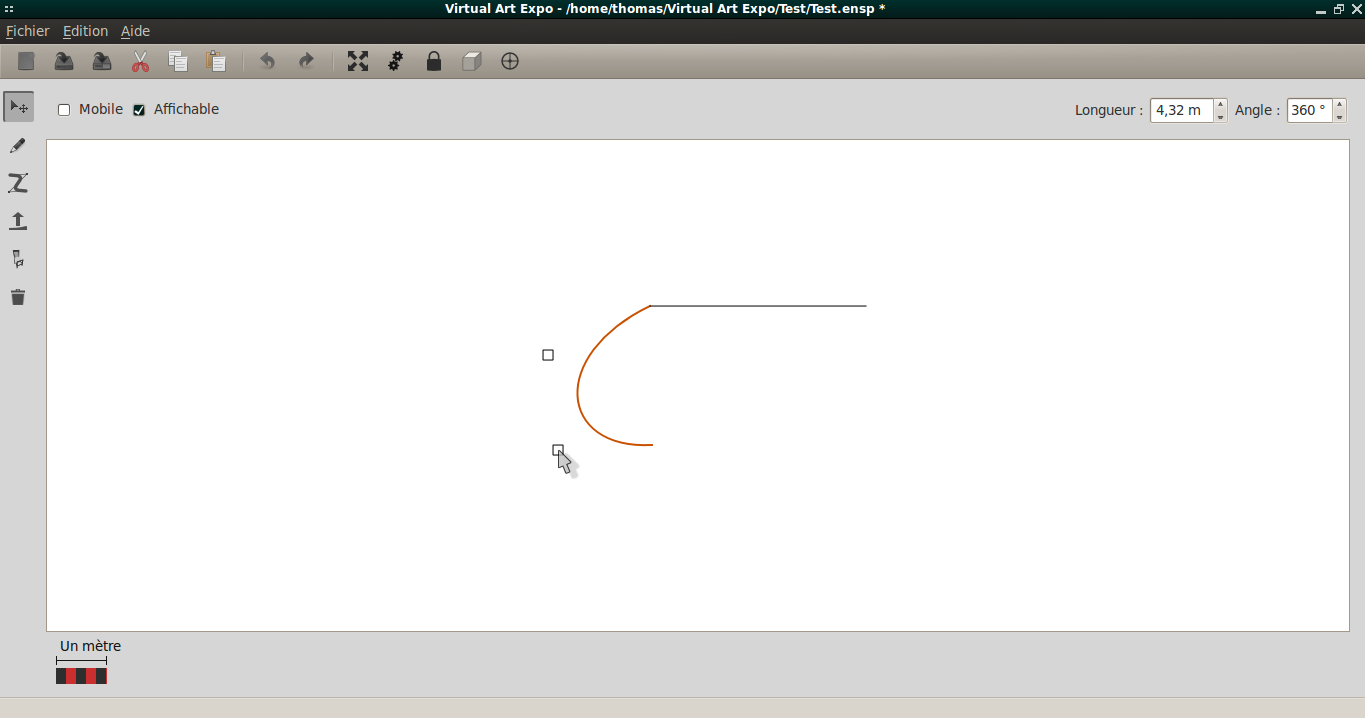 Virtual Art Expo - /home/thomas/Virtual Art Expo/Test/Test.ensp *
Fichier Edition Aide
Mobile Affichable Longueur : 4,32 m Angle : 360 °
Un mètre